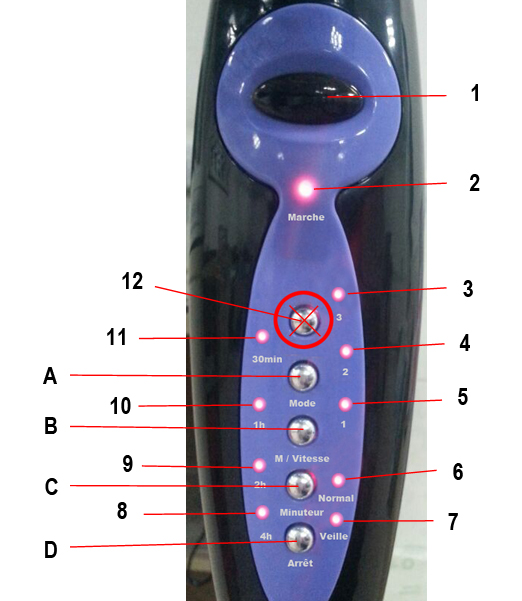 1
2
Marche
12
3
3
11
4
30min
2
A
Mode
10
5
1h
1
B
M / Vitesse
9
6
2h
C
Normal
8
Minuteur
7
4h
Veille
D
Arrêt